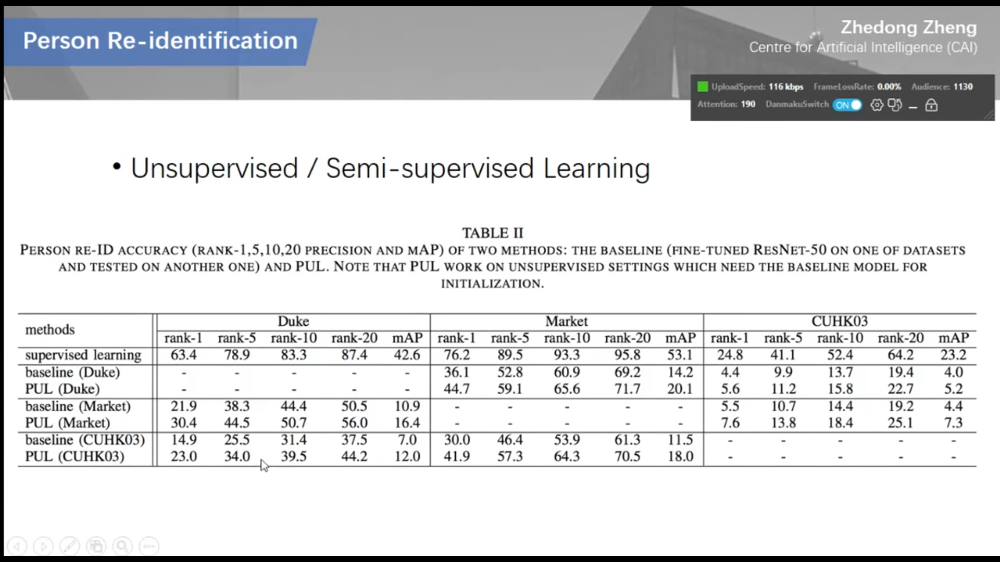 Person Re-identification
Zhedong Zheng
Centre for Artificial Intelligence (CAI)
UploadSpeed: 116 kbps FrameLossRate: 0.00% Audience: 1130
Attention: 190 DanmakuSwitch ON
• Unsupervised / Semi-supervised Learning
TABLE II
PERSON RE-ID ACCURACY (RANK-1,5,10,20 PRECISION AND MAP) OF TWO METHODS: THE BASELINE (FINE-TUNED RESNET-50 ON ONE OF DATASETS
AND TESTED ON ANOTHER ONE) AND PUL. NOTE THAT PUL WORK ON UNSUPERVISED SETTINGS WHICH NEED THE BASELINE MODEL FOR
INITIALIZATION.
methods Duke Market CUHK03
rank-1 rank-5 rank-10 rank-20 mAP rank-1 rank-5 rank-10 rank-20 mAP rank-1 rank-5 rank-10 rank-20 mAP
supervised learning 63.4 78.9 83.3 87.4 42.6 76.2 89.5 93.3 95.8 53.1 24.8 41.1 52.4 64.2 23.2
baseline (Duke) - - - - - 36.1 52.8 60.9 69.2 14.2 4.4 9.9 13.7 19.4 4.0
PUL (Duke) - - - - - 44.7 59.1 65.6 71.7 20.1 5.6 11.2 15.8 22.7 5.2
baseline (Market) 21.9 38.3 44.4 50.5 10.9 - - - - - 5.5 10.7 14.4 19.2 4.4
PUL (Market) 30.4 44.5 50.7 56.0 16.4 - - - - - 7.6 13.8 18.4 25.1 7.3
baseline (CUHK03) 14.9 25.5 31.4 37.5 7.0 30.0 46.4 53.9 61.3 11.5 - - - - -
PUL (CUHK03) 23.0 34.0 39.5 44.2 12.0 41.9 57.3 64.3 70.5 18.0 - - - - -